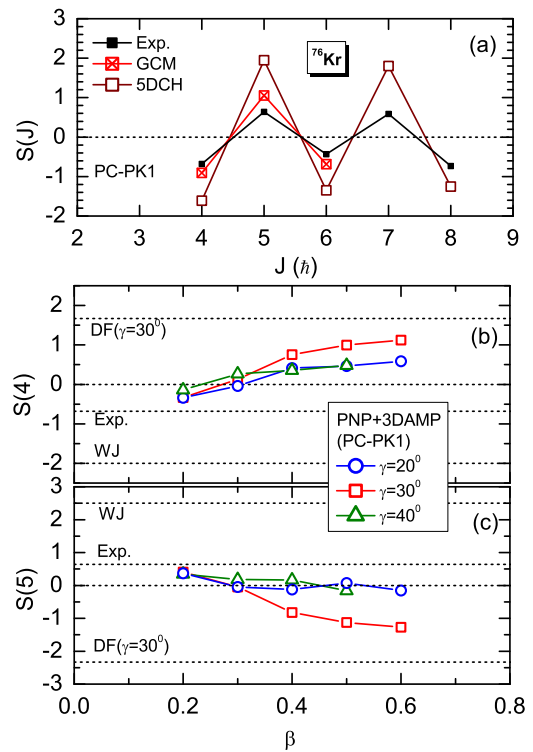 3
2
1
0
-1
-2
S(J)
Exp.
GCM
5DCH
⁷⁶Kr
(a)
PC-PK1
2 3 4 5 6 7 8 9
J (ħ)
2
1
0
-1
-2
S(4)
DF(γ=30⁰)
(b)
Exp.
WJ
PNP+3DAMP
(PC-PK1)
γ=20⁰
γ=30⁰
γ=40⁰
3
2
1
0
-1
-2
-3
S(5)
WJ
(c)
Exp.
DF(γ=30⁰)
0.0 0.2 0.4 0.6 0.8
β